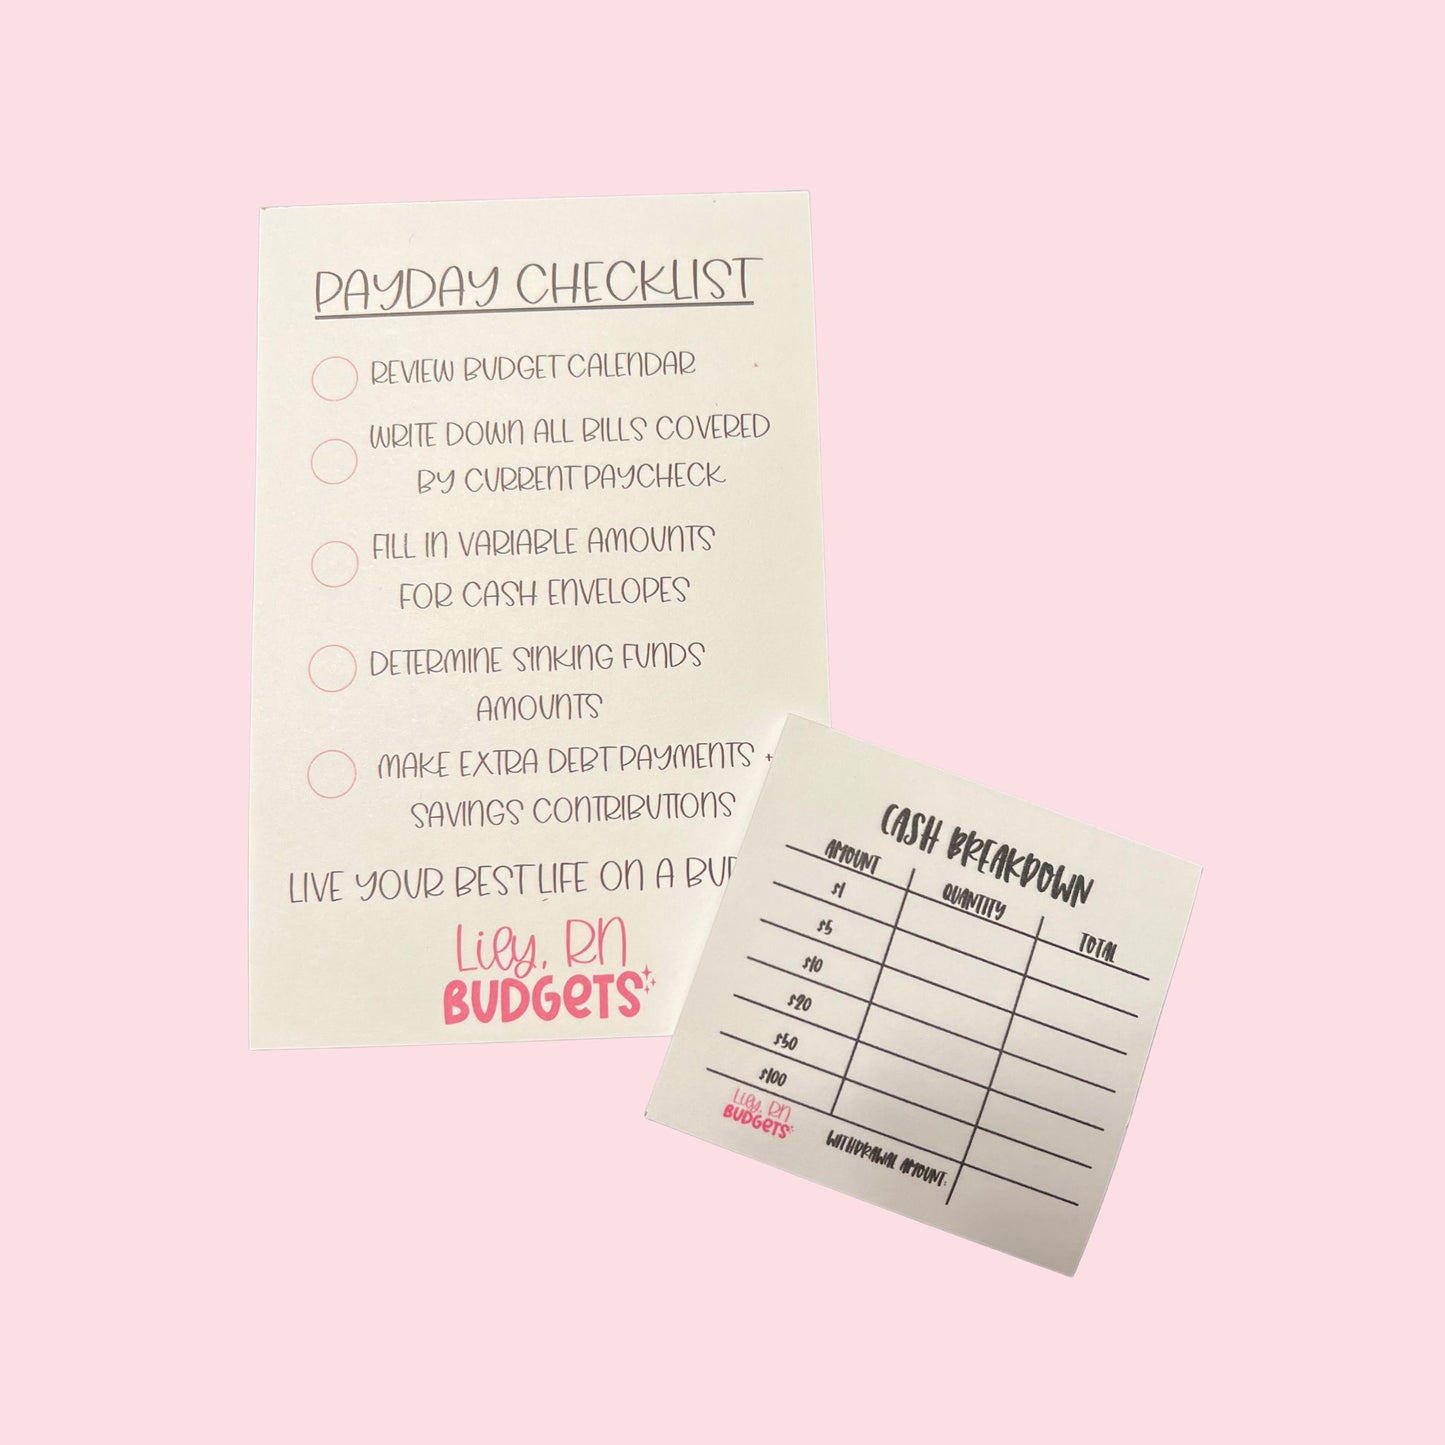 PAYDAY CHECKLIST
REVIEW BUDGET CALENDAR
WRITE DOWN ALL BILLS COVERED
BY CURRENT PAYCHECK
FILL IN VARIABLE AMOUNTS
FOR CASH ENVELOPES
DETERMINE SINKING FUNDS
AMOUNTS
MAKE EXTRA DEBT PAYMENTS +
SAVINGS CONTRIBUTIONS
LIVE YOUR BEST LIFE ON A
Lily, RN
BUDGETS
CASH BREAKDOWN
AMOUNT QUANTITY TOTAL
$1
$5
$10
$20
$50
$100
Lily, RN
BUDGETS
WITHDRAWAL AMOUNT: